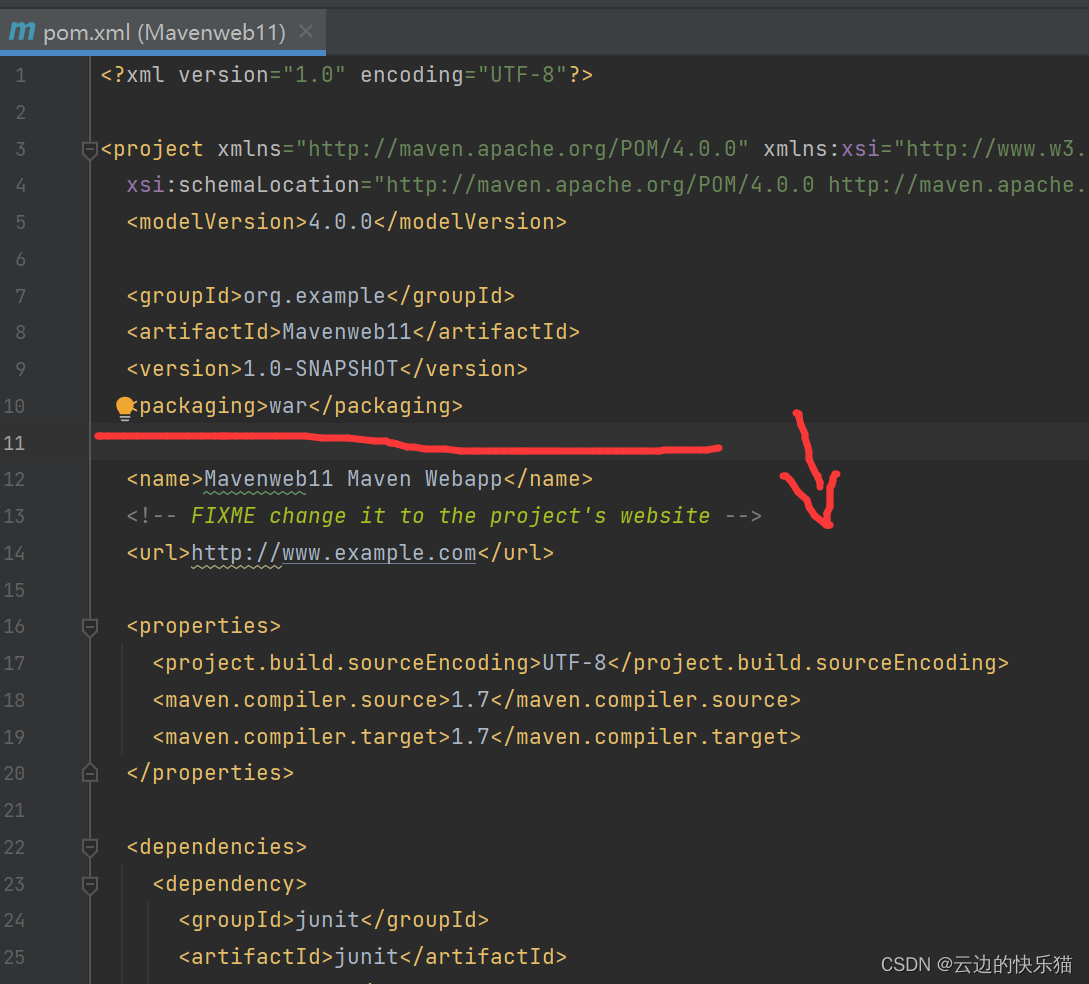 m pom.xml (Mavenweb11) ×
1 <?xml version="1.0" encoding="UTF-8"?>
2
3 <project xmlns="http://maven.apache.org/POM/4.0.0" xmlns:xsi="http://www.w3.
4 xsi:schemaLocation="http://maven.apache.org/POM/4.0.0 http://maven.apache.
5 <modelVersion>4.0.0</modelVersion>
6
7 <groupId>org.example</groupId>
8 <artifactId>Mavenweb11</artifactId>
9 <version>1.0-SNAPSHOT</version>
10 <packaging>war</packaging>
11
12 <name>Mavenweb11 Maven Webapp</name>
13 <!-- FIXME change it to the project's website -->
14 <url>http://www.example.com</url>
15
16 <properties>
17 <project.build.sourceEncoding>UTF-8</project.build.sourceEncoding>
18 <maven.compiler.source>1.7</maven.compiler.source>
19 <maven.compiler.target>1.7</maven.compiler.target>
20 </properties>
21
22 <dependencies>
23 <dependency>
24 <groupId>junit</groupId>
25 <artifactId>junit</artifactId>
CSDN @云边的快乐猫